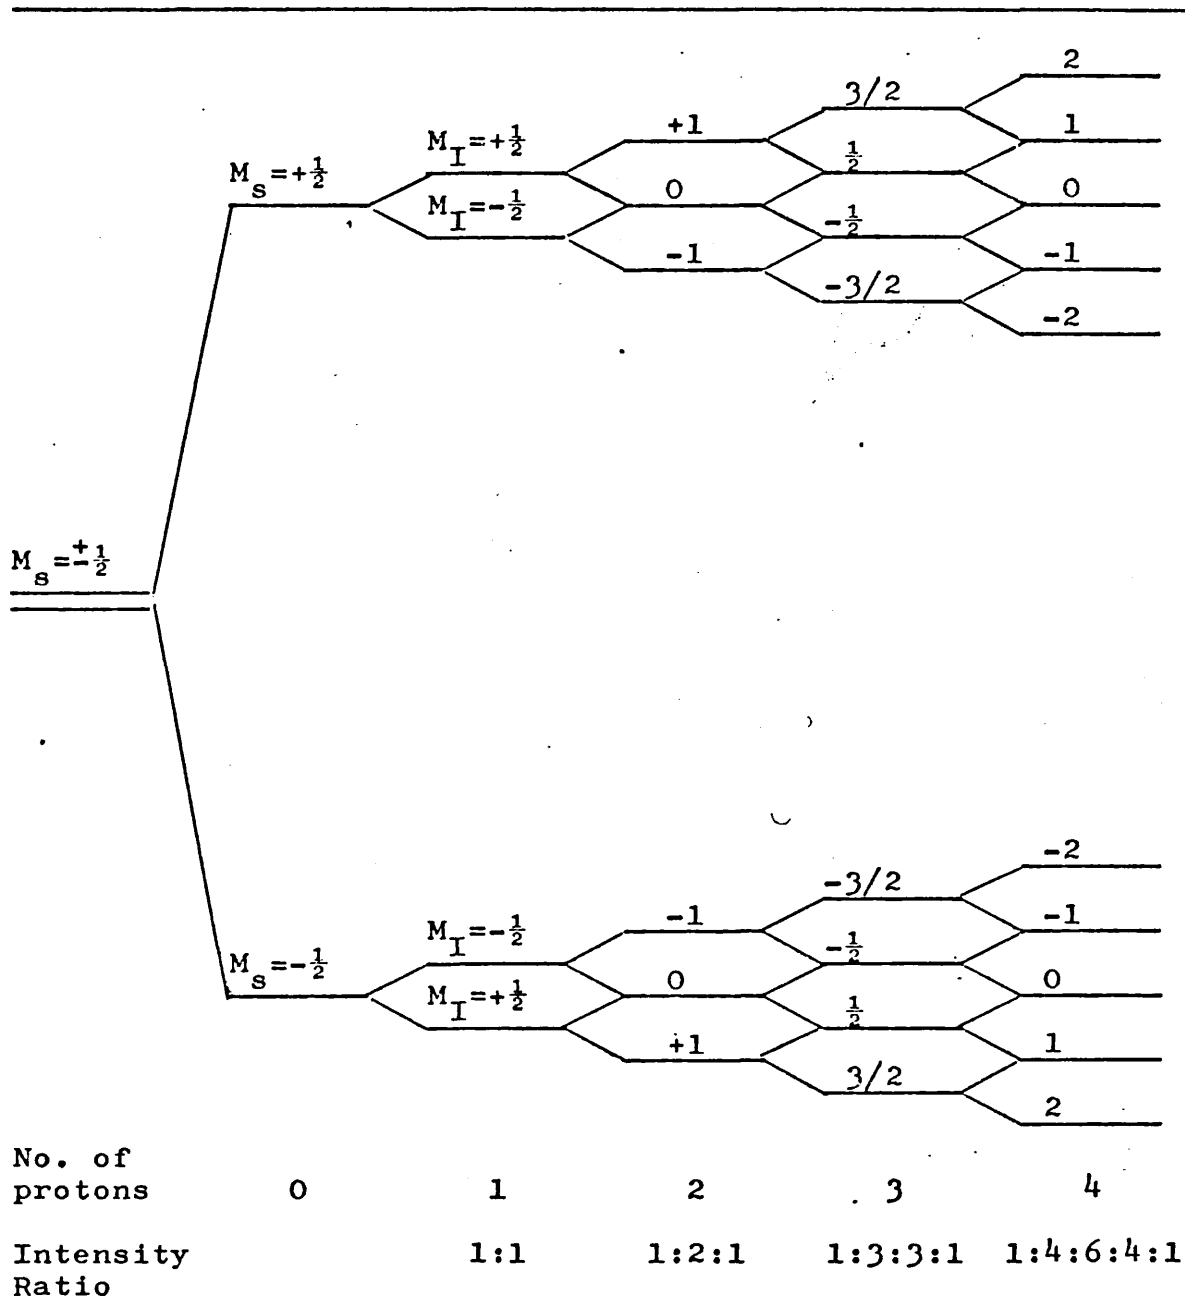 2
3/2
+1 1
M_I=+½ ½
M_s=+½ 0 0
M_I=-½ -½
-1 -1
-3/2
-2
M_s=±½
-2
-3/2
-1 -1
M_I=-½ -½
M_s=-½ 0 0
M_I=+½ ½
+1 1
3/2
2
No. of
protons 0 1 2 3 4
Intensity 1:1 1:2:1 1:3:3:1 1:4:6:4:1
Ratio